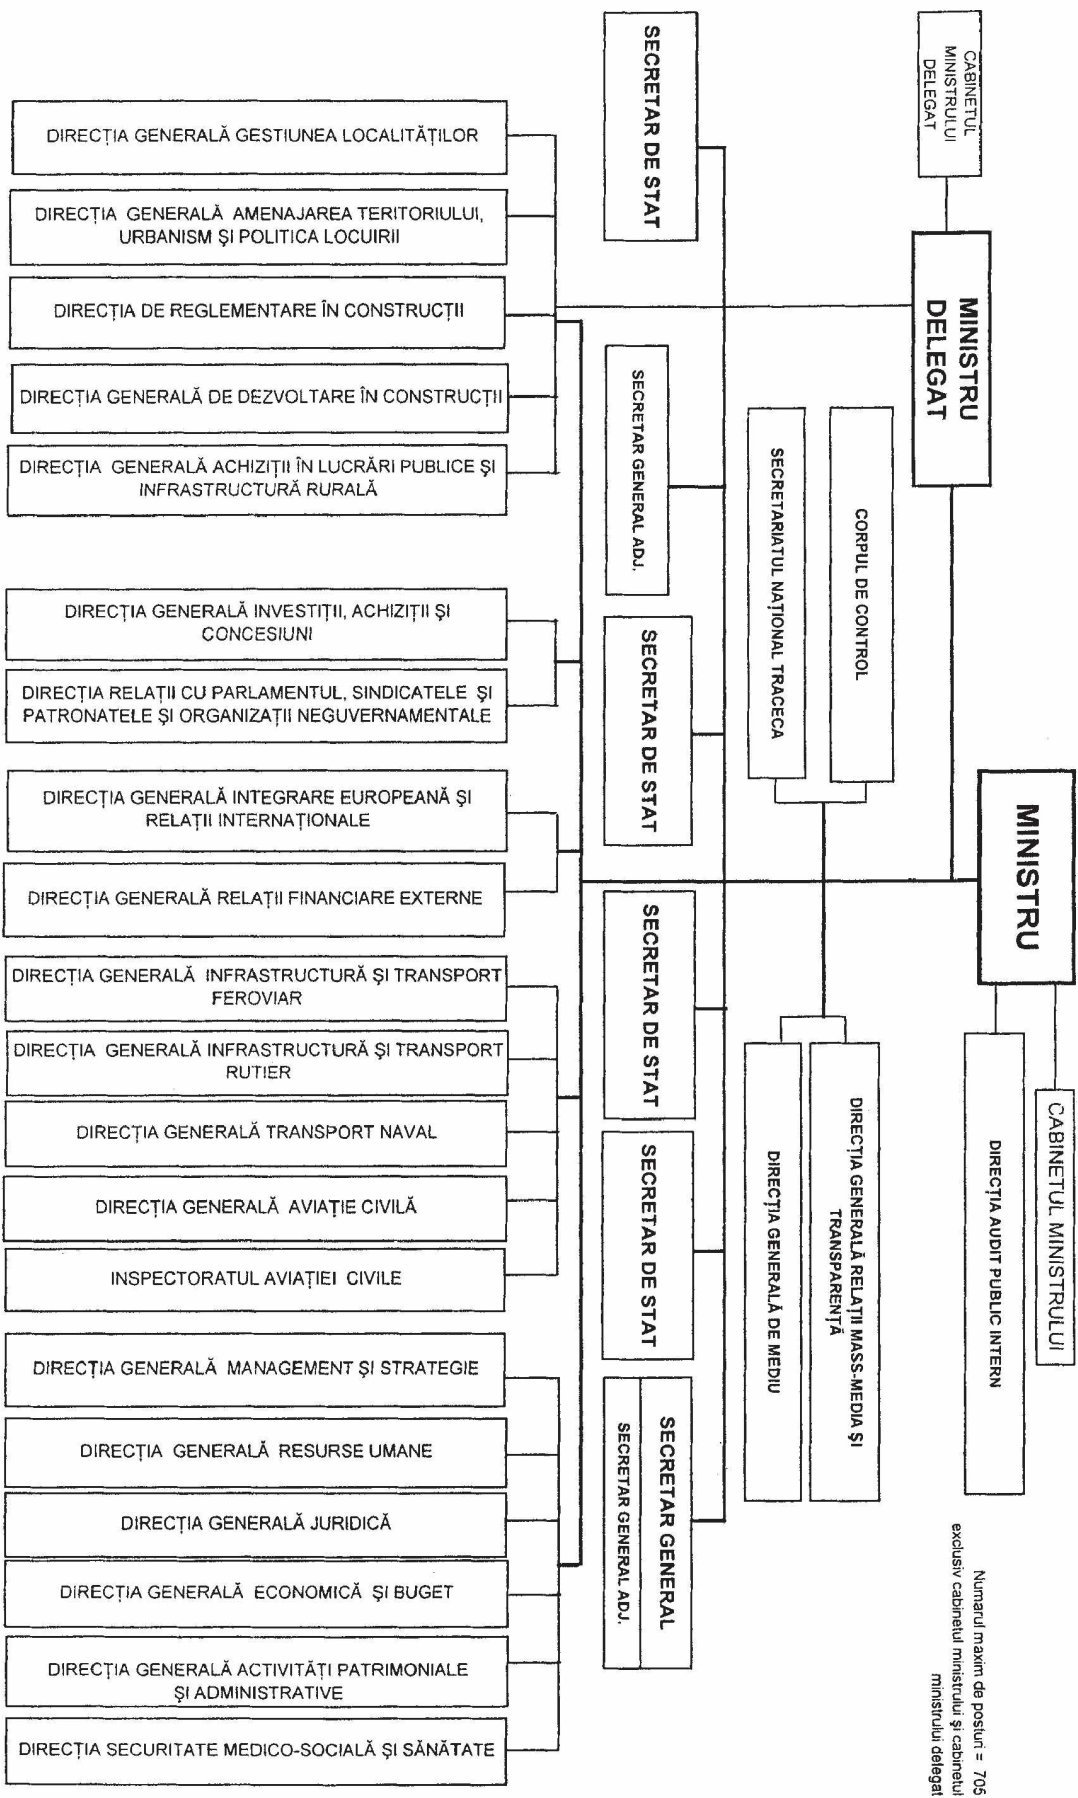 CABINETUL
MINISTRULUI
DELEGAT
MINISTRU
DELEGAT
MINISTRU
CABINETUL MINISTRULUI
DIRECȚIA AUDIT PUBLIC INTERN
Numarul maxim de posturi = 705
exclusiv cabinetul ministrului și cabinetul
ministrului delegat
CORPUL DE CONTROL
SECRETARIATUL NAȚIONAL TRACECA
DIRECȚIA GENERALĂ RELAȚII MASS-MEDIA ȘI
TRANSPARENȚĂ
DIRECȚIA GENERALĂ DE MEDIU
SECRETAR DE STAT
SECRETAR GENERAL ADJ.
SECRETAR DE STAT
SECRETAR DE STAT
SECRETAR DE STAT
SECRETAR GENERAL
SECRETAR GENERAL ADJ.
DIRECȚIA GENERALĂ GESTIUNEA LOCALITĂȚILOR
DIRECȚIA GENERALĂ AMENAJAREA TERITORIULUI,
URBANISM ȘI POLITICA LOCUIRII
DIRECȚIA DE REGLEMENTARE ÎN CONSTRUCȚII
DIRECȚIA GENERALĂ DE DEZVOLTARE ÎN CONSTRUCȚII
DIRECȚIA GENERALĂ ACHIZIȚII ÎN LUCRĂRI PUBLICE ȘI
INFRASTRUCTURĂ RURALĂ
DIRECȚIA GENERALĂ INVESTIȚII, ACHIZIȚII ȘI
CONCESIUNI
DIRECȚIA RELAȚII CU PARLAMENTUL, SINDICATELE ȘI
PATRONATELE ȘI ORGANIZAȚII NEGUVERNAMENTALE
DIRECȚIA GENERALĂ INTEGRARE EUROPEANĂ ȘI
RELAȚII INTERNAȚIONALE
DIRECȚIA GENERALĂ RELAȚII FINANCIARE EXTERNE
DIRECȚIA GENERALĂ INFRASTRUCTURĂ ȘI TRANSPORT
FEROVIAR
DIRECȚIA GENERALĂ INFRASTRUCTURĂ ȘI TRANSPORT
RUTIER
DIRECȚIA GENERALĂ TRANSPORT NAVAL
DIRECȚIA GENERALĂ AVIAȚIE CIVILĂ
INSPECTORATUL AVIAȚIEI CIVILE
DIRECȚIA GENERALĂ MANAGEMENT ȘI STRATEGIE
DIRECȚIA GENERALĂ RESURSE UMANE
DIRECȚIA GENERALĂ JURIDICĂ
DIRECȚIA GENERALĂ ECONOMICĂ ȘI BUGET
DIRECȚIA GENERALĂ ACTIVITĂȚI PATRIMONIALE
ȘI ADMINISTRATIVE
DIRECȚIA SECURITATE MEDICO-SOCIALĂ ȘI SĂNĂTATE